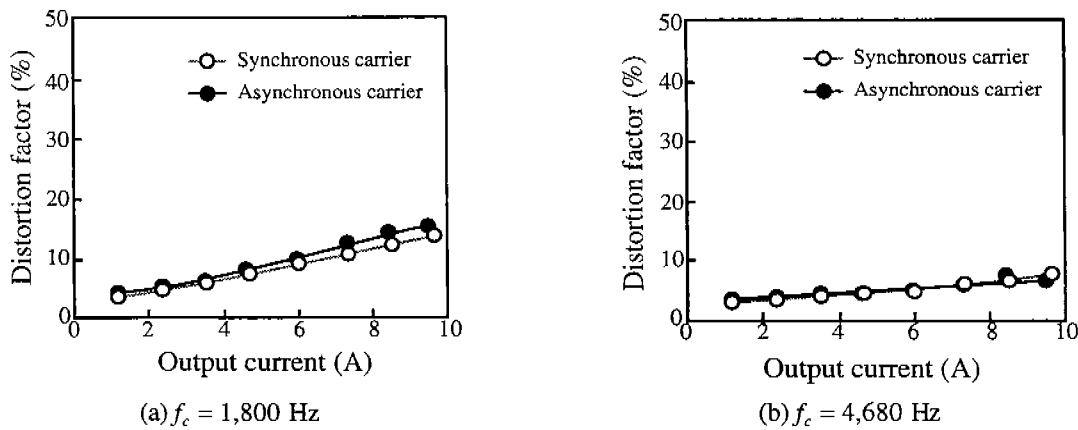 50
40
30
20
10
0
Distortion factor (%)
Synchronous carrier
Asynchronous carrier
0 2 4 6 8 10
Output current (A)
(a) f_c = 1,800 Hz
50
40
30
20
10
0
Distortion factor (%)
Synchronous carrier
Asynchronous carrier
0 2 4 6 8 10
Output current (A)
(b) f_c = 4,680 Hz